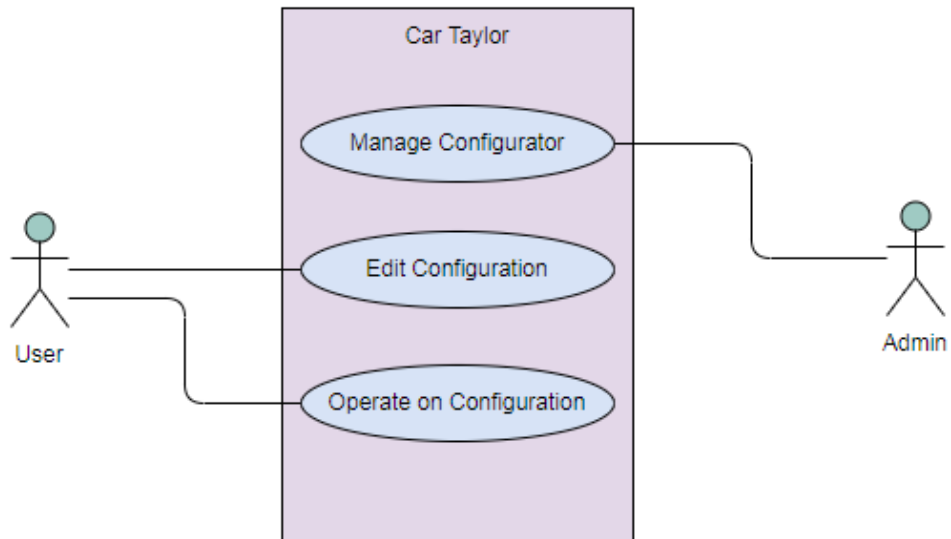 Car Taylor
Manage Configurator
Edit Configuration
Operate on Configuration
User
Admin